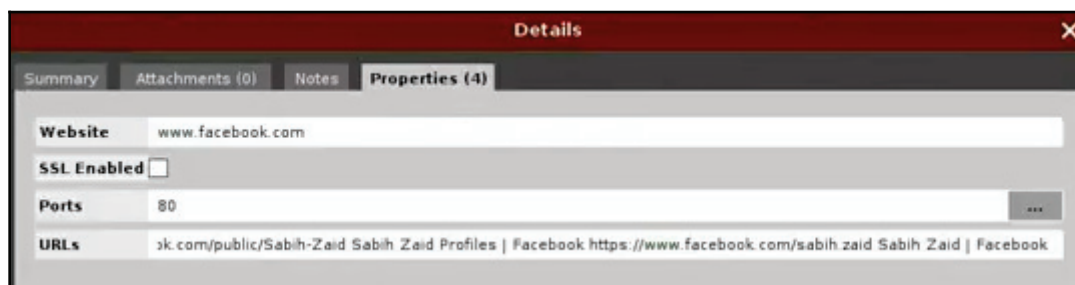 Details
Summary Attachments (0) Notes Properties (4)
Website www.facebook.com
SSL Enabled
Ports 80 ...
URLs ok.com/public/Sabih-Zaid Sabih Zaid Profiles | Facebook https://www.facebook.com/sabih.zaid Sabih Zaid | Facebook